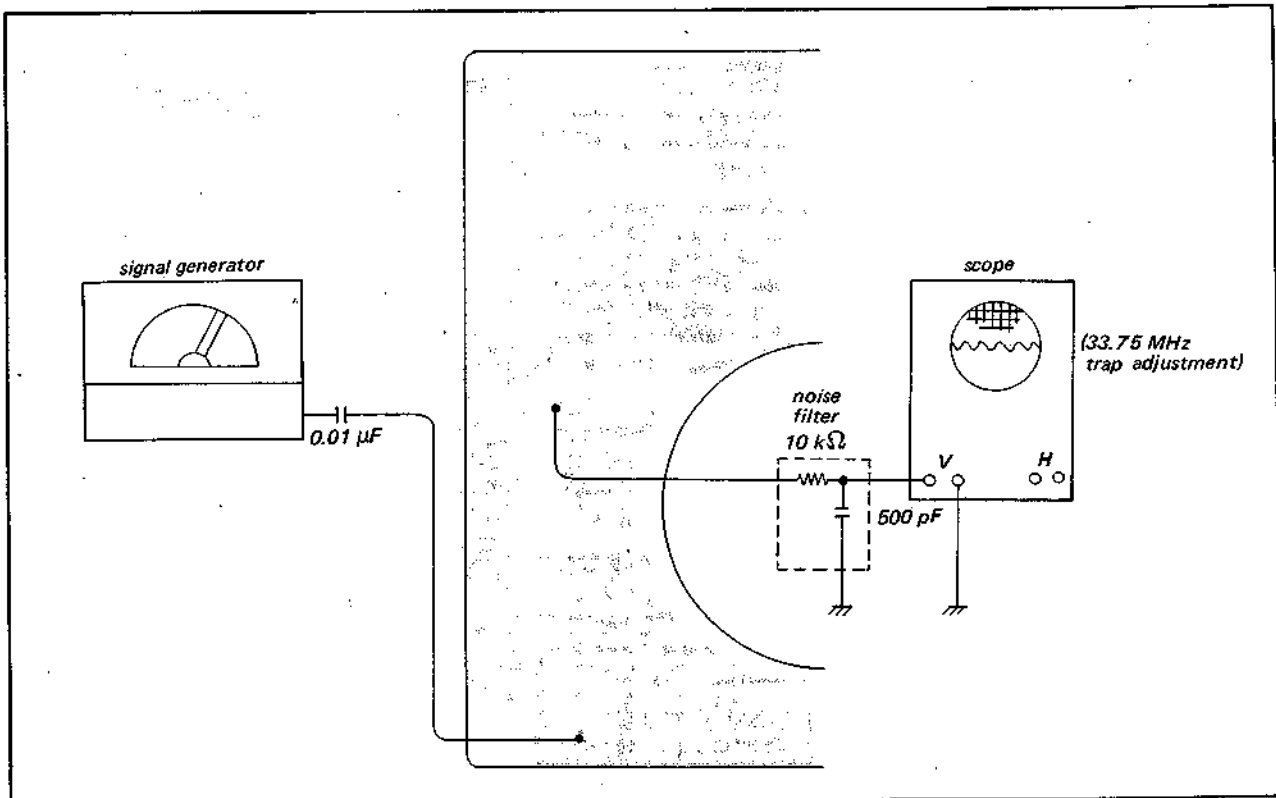 signal generator
0.01 µF
noise
filter
10 kΩ
500 pF
scope
(33.75 MHz
trap adjustment)
V
H